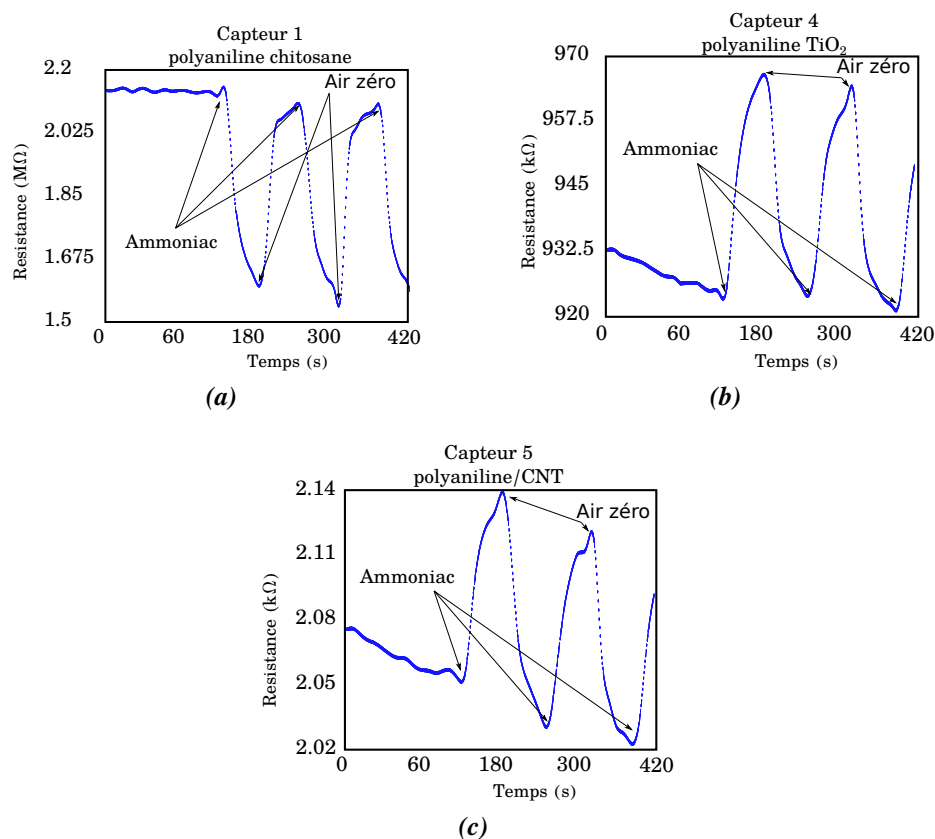 Capteur 1
polyaniline chitosane
Air zéro
2.2
2.025
1.85
1.675
1.5
Resistance (MΩ)
Ammoniac
0 60 180 300 420
Temps (s)
(a)
Capteur 4
polyaniline TiO2
Air zéro
970
957.5
945
932.5
920
Resistance (kΩ)
Ammoniac
0 60 180 300 420
Temps (s)
(b)
Capteur 5
polyaniline/CNT
Air zéro
2.14
2.11
2.08
2.05
2.02
Resistance (kΩ)
Ammoniac
0 60 180 300 420
Temps (s)
(c)